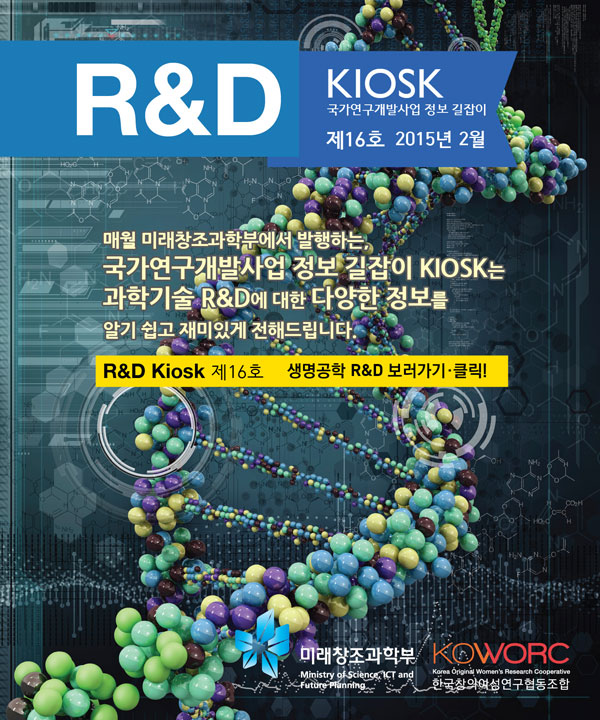 R&D
KIOSK
국가연구개발사업 정보 길잡이
제16호 2015년 2월
매월 미래창조과학부에서 발행하는,
국가연구개발사업 정보 길잡이 KIOSK는
과학기술 R&D에 대한 다양한 정보를
알기 쉽고 재미있게 전해드립니다.
R&D Kiosk 제16호 생명공학 R&D 보러가기·클릭!
미래창조과학부
Ministry of Science, ICT and
Future Planning
KOWORC
Korea Original Women's Research Cooperative
한국창의여성연구협동조합